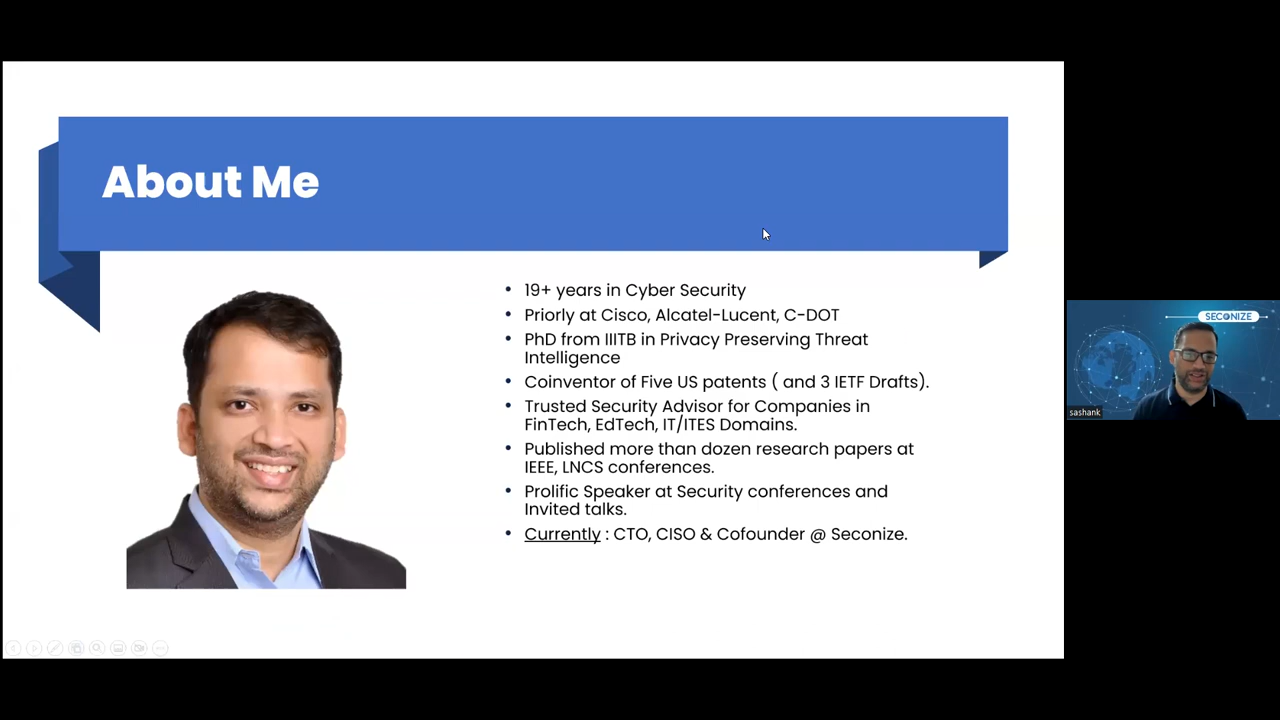 About Me
• 19+ years in Cyber Security
• Priorly at Cisco, Alcatel-Lucent, C-DOT
• PhD from IIITB in Privacy Preserving Threat
Intelligence
• Coinventor of Five US patents ( and 3 IETF Drafts).
• Trusted Security Advisor for Companies in
FinTech, EdTech, IT/ITES Domains.
• Published more than dozen research papers at
IEEE, LNCS conferences.
• Prolific Speaker at Security conferences and
Invited talks.
• Currently : CTO, CISO & Cofounder @ Seconize.
SECONIZE
sashank